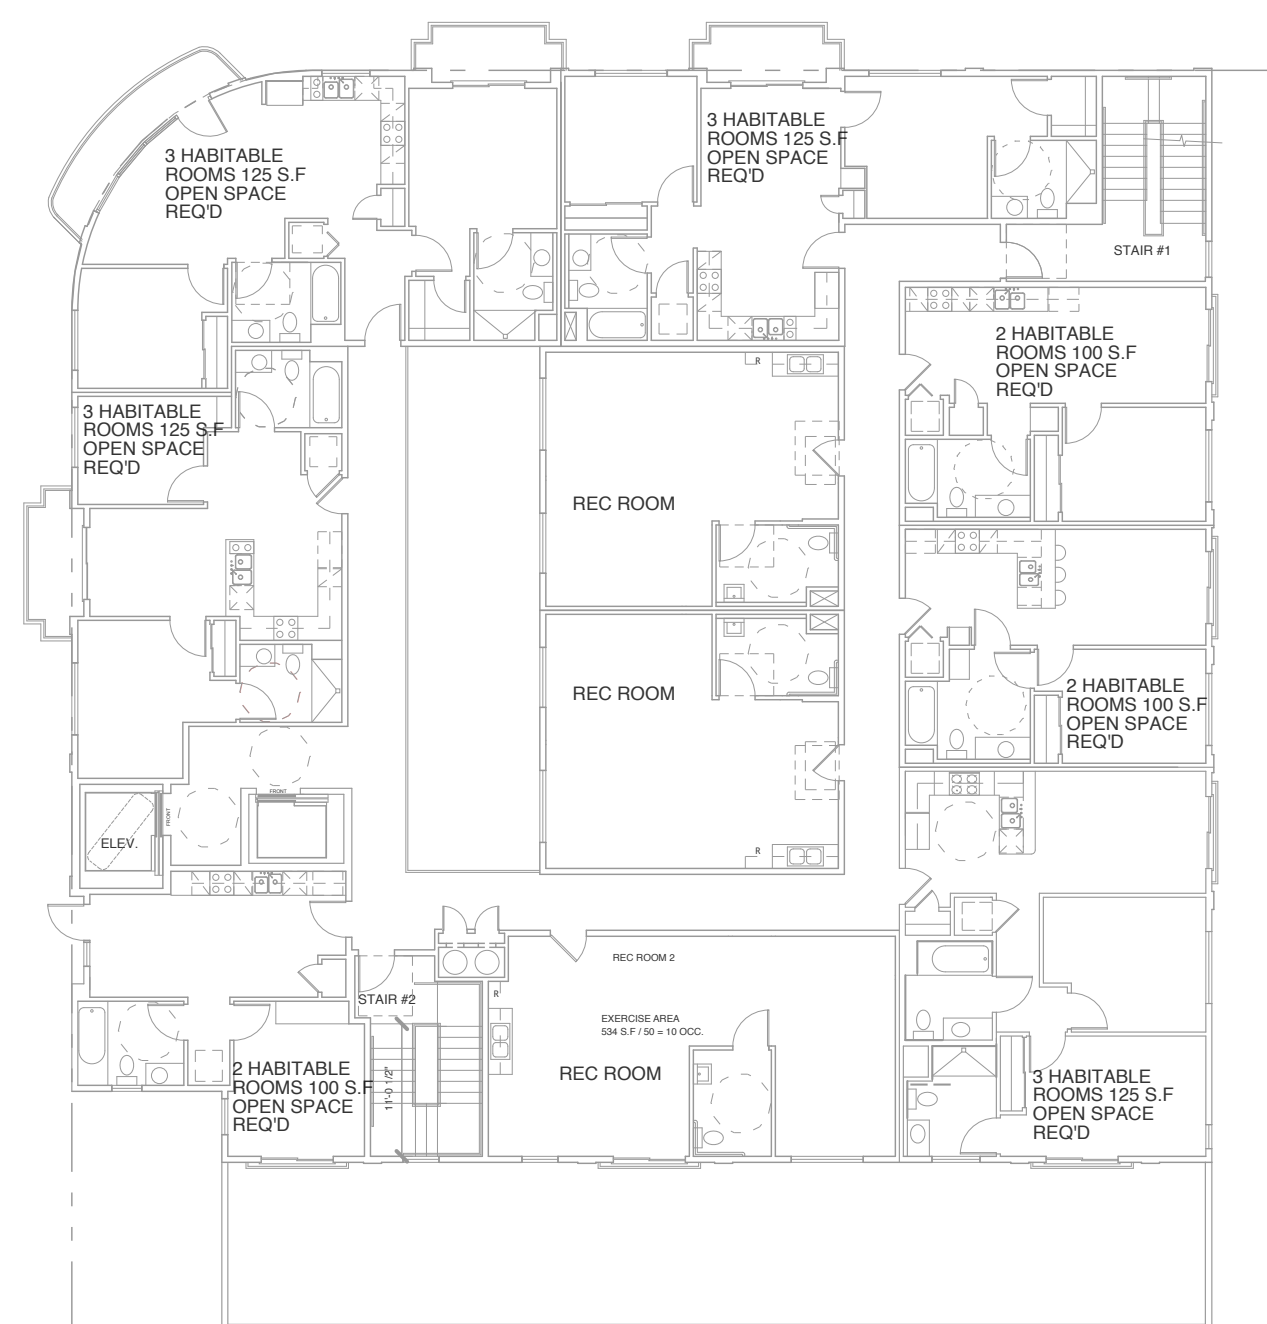 3 HABITABLE
ROOMS 125 S.F
OPEN SPACE
REQ'D
3 HABITABLE
ROOMS 125 S.F
OPEN SPACE
REQ'D
STAIR #1
2 HABITABLE
ROOMS 100 S.F
OPEN SPACE
REQ'D
R
3 HABITABLE
ROOMS 125 S.F
OPEN SPACE
REQ'D
REC ROOM
REC ROOM
2 HABITABLE
ROOMS 100 S.F
OPEN SPACE
REQ'D
FRONT
FRONT
ELEV.
R
REC ROOM 2
STAIR #2
R
EXERCISE AREA
534 S.F / 50 = 10 OCC.
REC ROOM
11'-0 1/2"
2 HABITABLE
ROOMS 100 S.F
OPEN SPACE
REQ'D
3 HABITABLE
ROOMS 125 S.F
OPEN SPACE
REQ'D